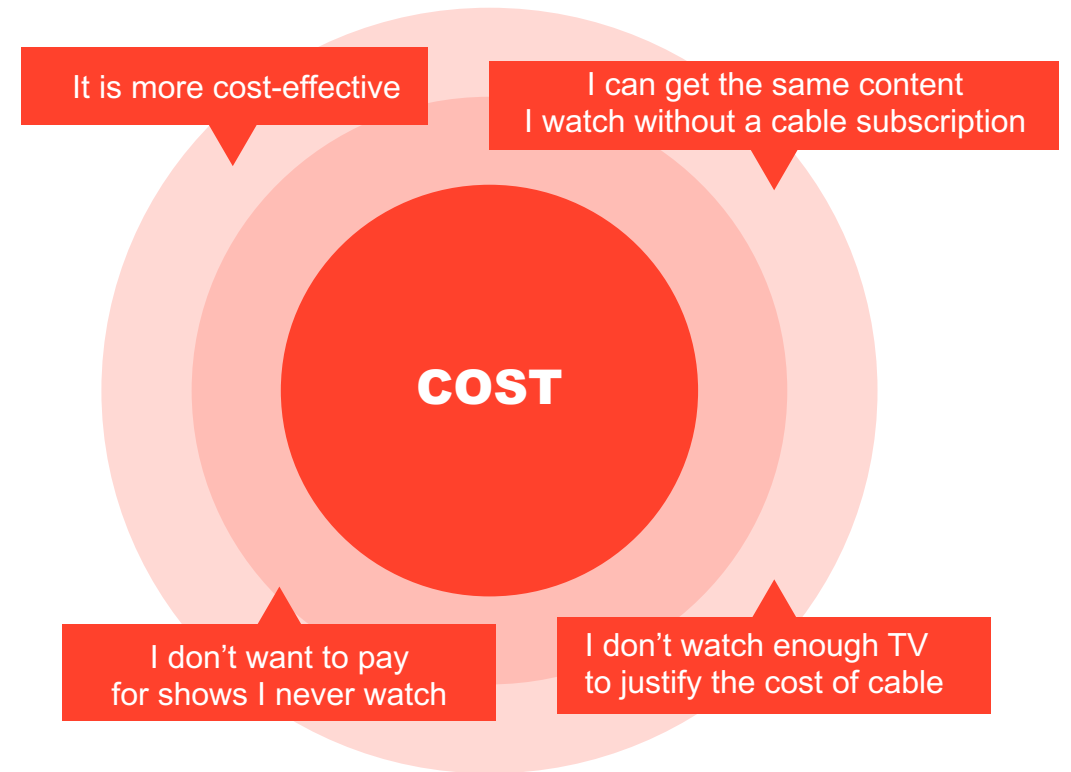 It is more cost-effective
I can get the same content
I watch without a cable subscription
COST
I don’t want to pay
for shows I never watch
I don’t watch enough TV
to justify the cost of cable